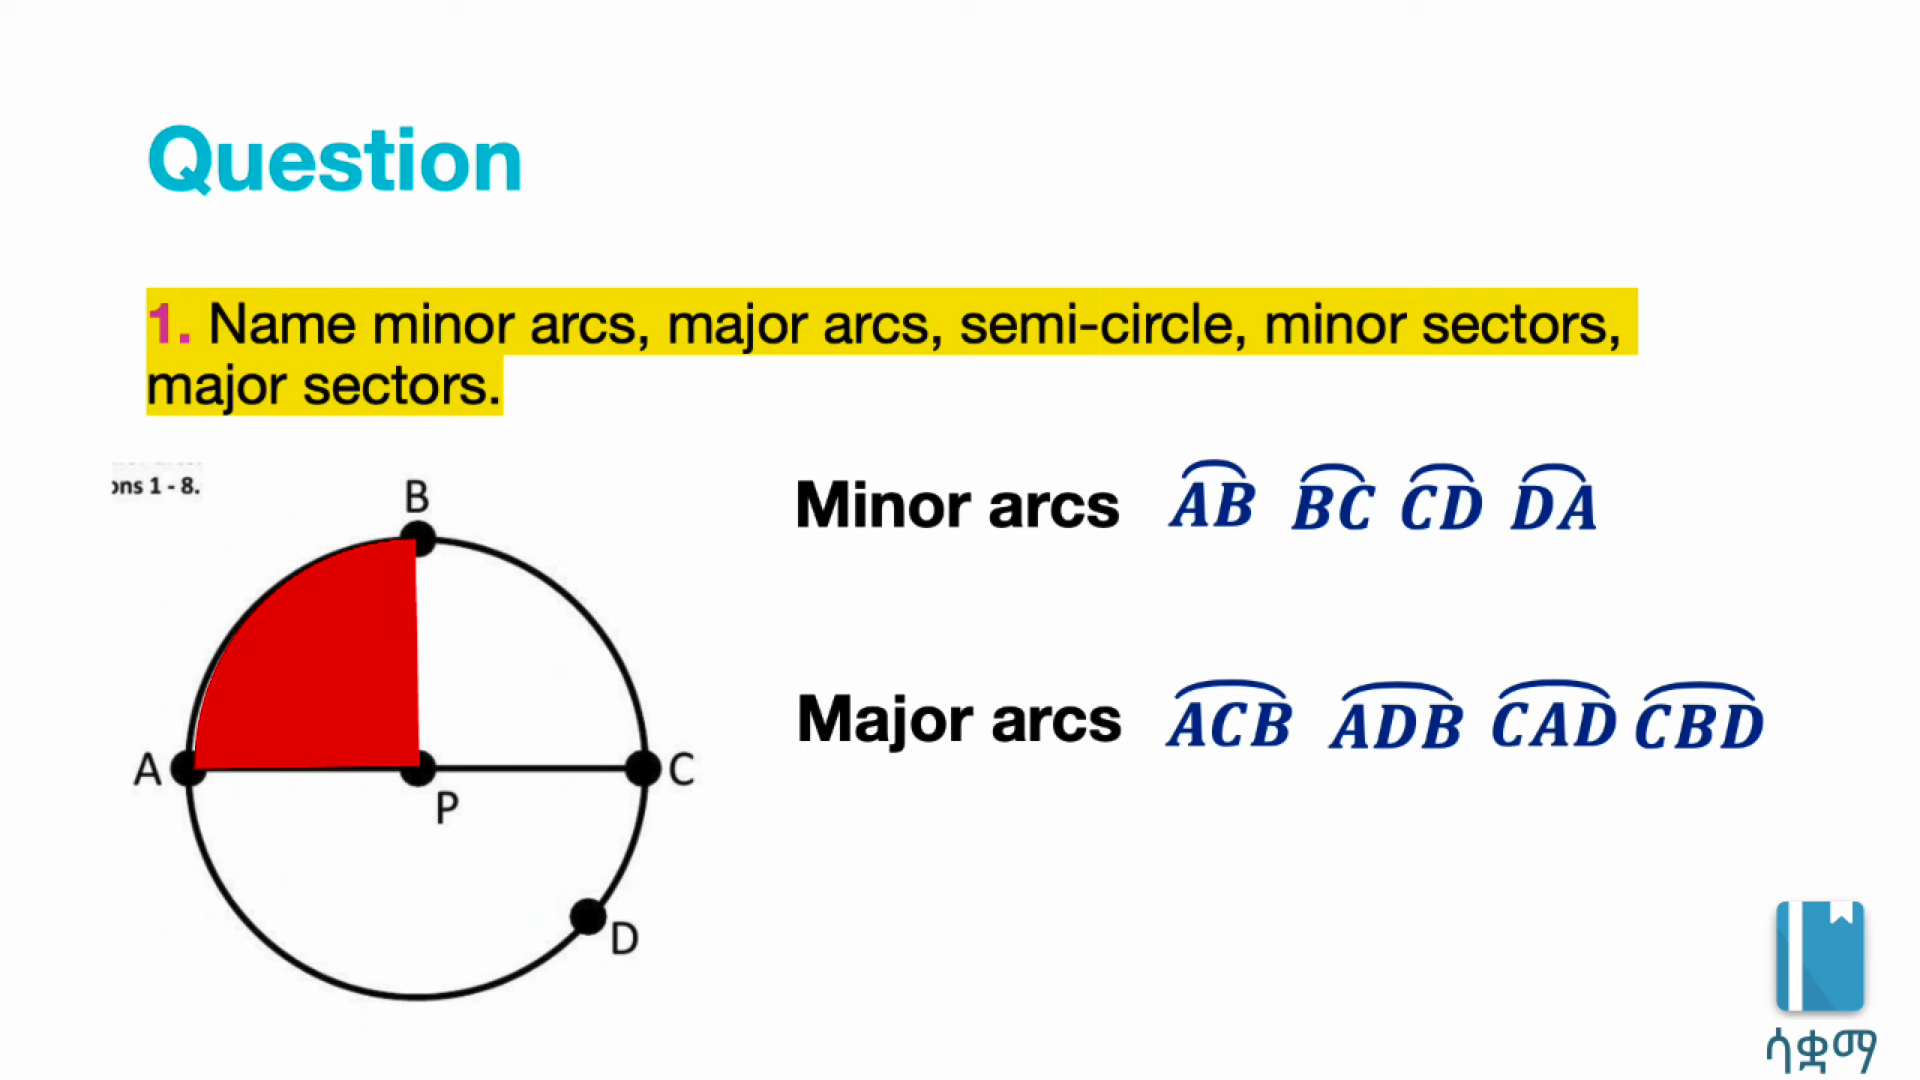 Question
1. Name minor arcs, major arcs, semi-circle, minor sectors,
major sectors.
ons 1 - 8.
B
A
P
C
D
Minor arcs AB BC CD DA
Major arcs ACB ADB CAD CBD
ሳቋማ